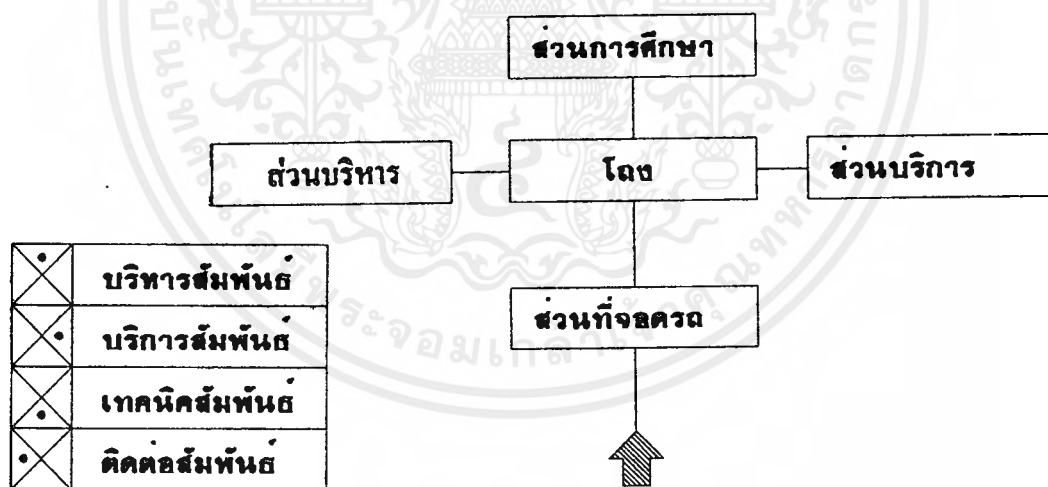 ส่วนการศึกษา
ส่วนบริหาร
โถง
ส่วนบริการ
ส่วนที่จอดรถ
บริหารสัมพันธ์
บริการสัมพันธ์
เทคนิคสัมพันธ์
ติดต่อสัมพันธ์